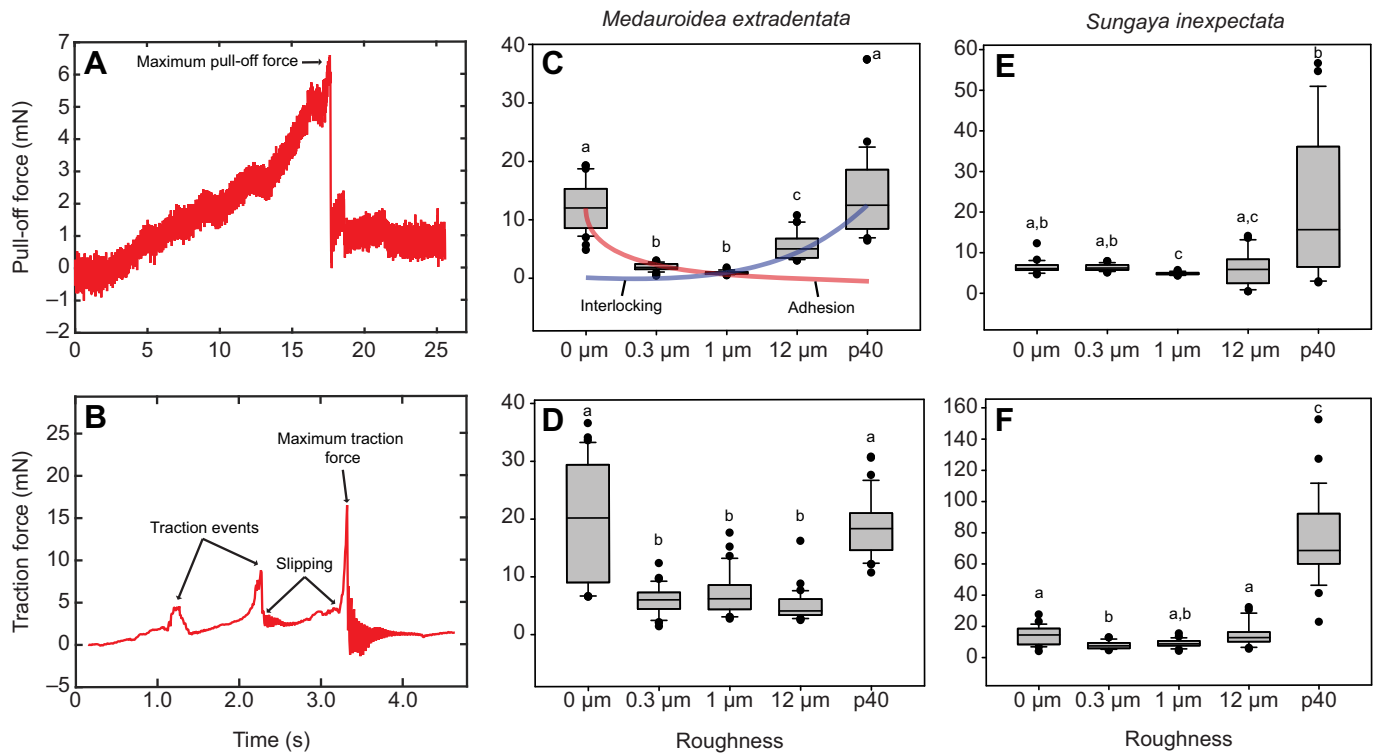 Medauroidea extradentata
Sungaya inexpectata
A
Maximum pull-off force
Pull-off force (mN)
7
6
5
4
3
2
1
0
–1
–2
0 5 10 15 20 25
C
40
30
20
10
0
a
b
b
c
a
Interlocking
Adhesion
0 µm 0.3 µm 1 µm 12 µm p40
E
60
50
40
30
20
10
0
a,b
a,b
c
a,c
b
0 µm 0.3 µm 1 µm 12 µm p40
B
Maximum traction
force
Traction events
Slipping
Traction force (mN)
25
20
15
10
5
0
–5
0 1.0 2.0 3.0 4.0
Time (s)
D
40
30
20
10
0
a
b
b
b
a
0 µm 0.3 µm 1 µm 12 µm p40
Roughness
F
160
140
120
100
80
60
40
20
0
a
b
a,b
a
c
0 µm 0.3 µm 1 µm 12 µm p40
Roughness